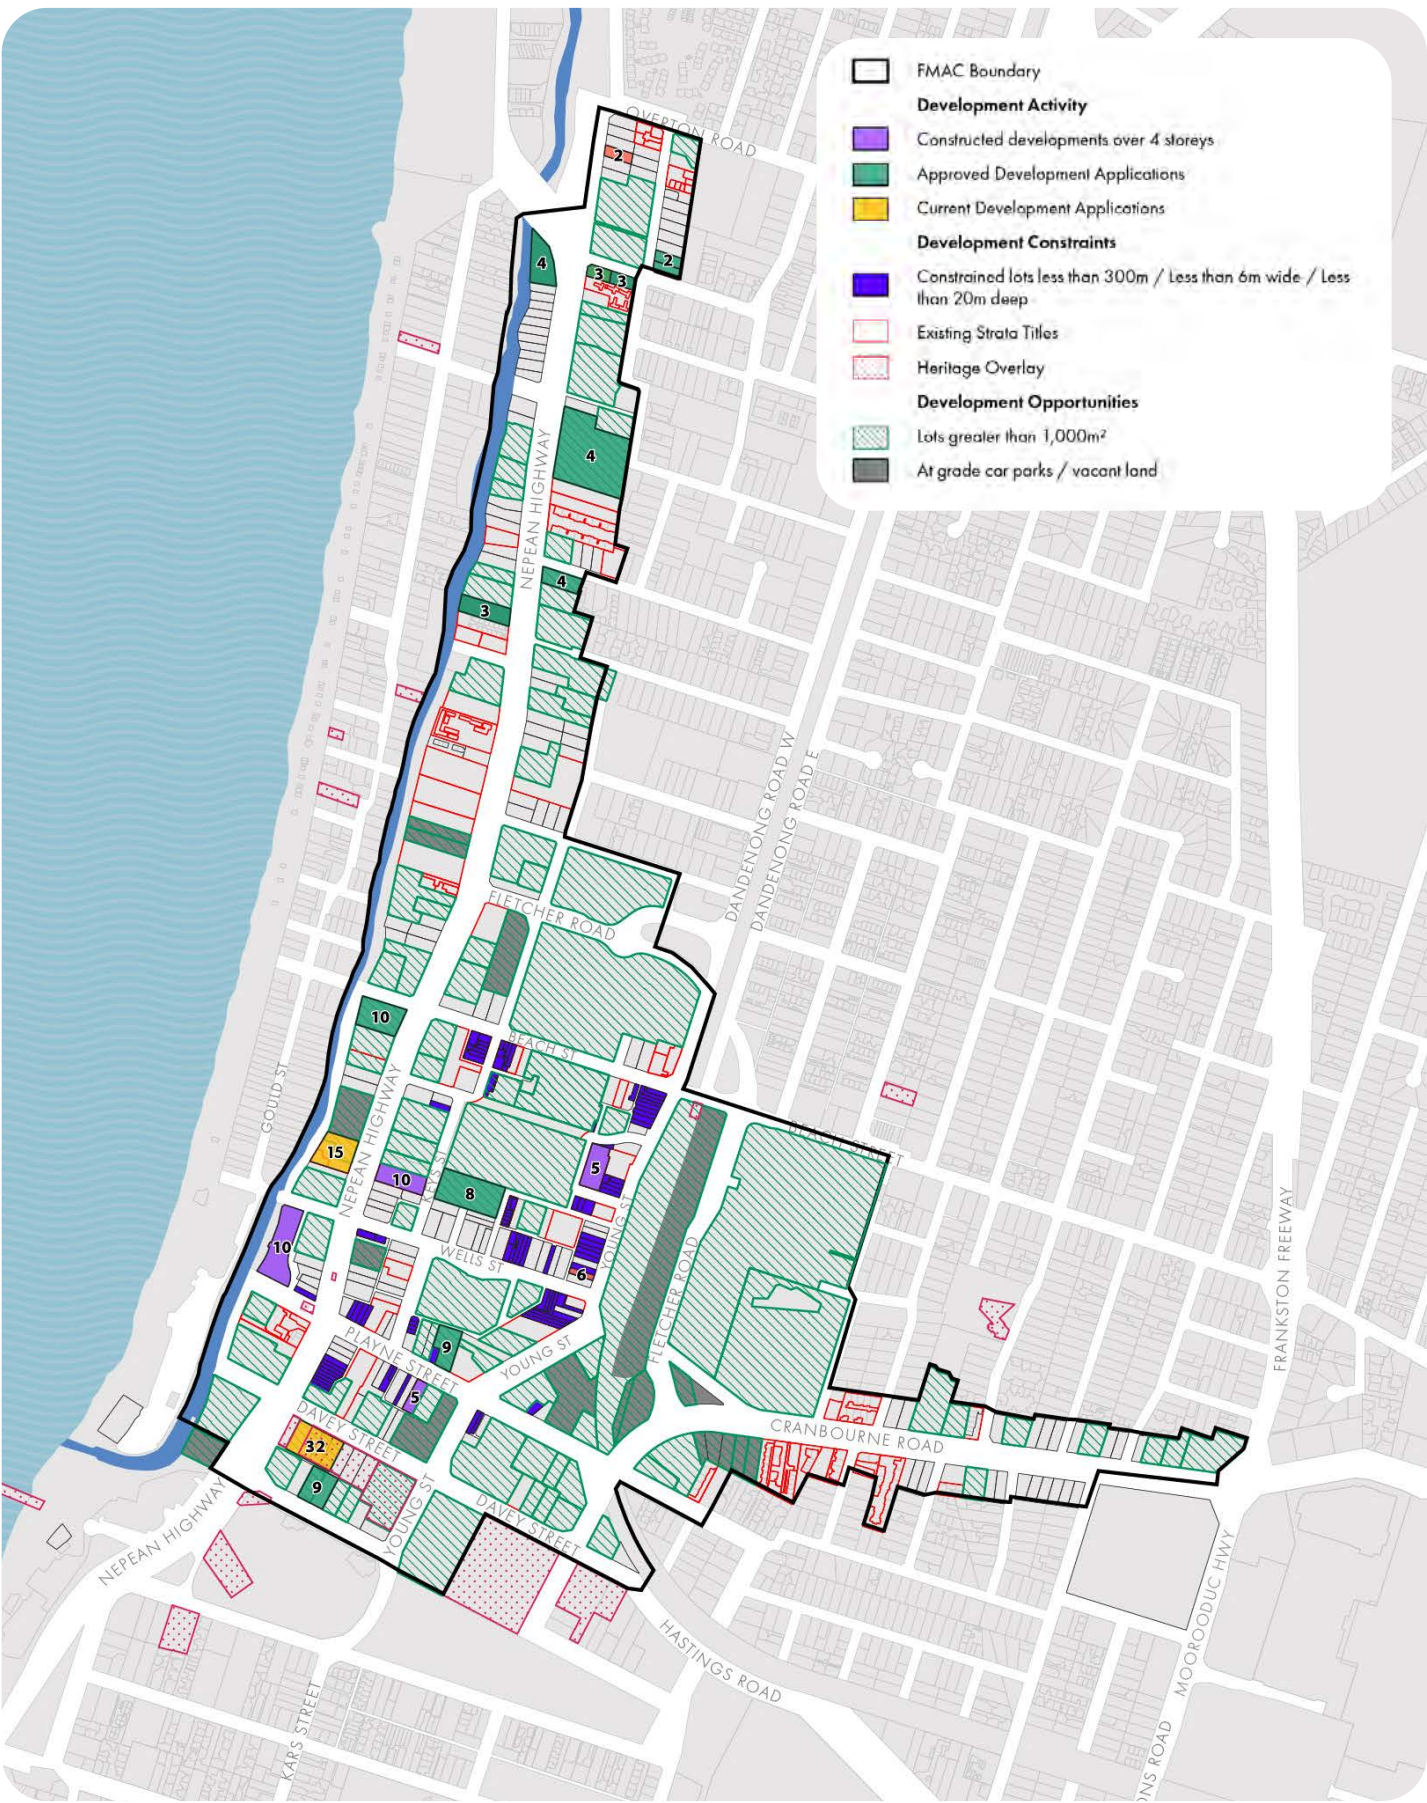 FMAC Boundary
Development Activity
Constructed developments over 4 storeys
Approved Development Applications
Current Development Applications
Development Constraints
Constrained lots less than 300m / Less than 6m wide / Less
than 20m deep
Existing Strata Titles
Heritage Overlay
Development Opportunities
Lots greater than 1,000m²
At grade car parks / vacant land
OVERTON ROAD
2
2
4
3
3
4
NEPEAN HIGHWAY
4
3
DANDENONG ROAD W
DANDENONG ROAD E
FLETCHER ROAD
10
BEACH ST
GOULD ST
NEPEAN HIGHWAY
BEACH STREET
15
10
5
8
YOUNG ST
10
WELLS ST
6
FLETCHER ROAD
FRANKSTON FREEWAY
PLAYNE STREET
9
YOUNG ST
5
DAVEY STREET
CRANBOURNE ROAD
32
9
YOUNG ST
DAVEY STREET
NEPEAN HIGHWAY
HASTINGS ROAD
MOOROODUC HWY
KARS STREET
ONS ROAD